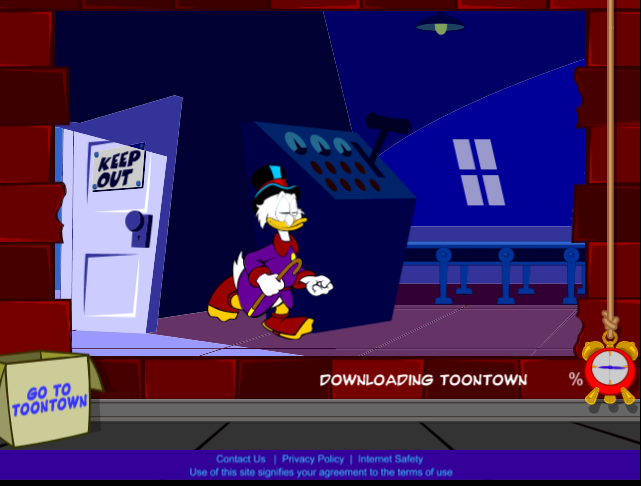 KEEP
OUT
GO TO
TOONTOWN
DOWNLOADING TOONTOWN %
Contact Us | Privacy Policy | Internet Safety
Use of this site signifies your agreement to the terms of use